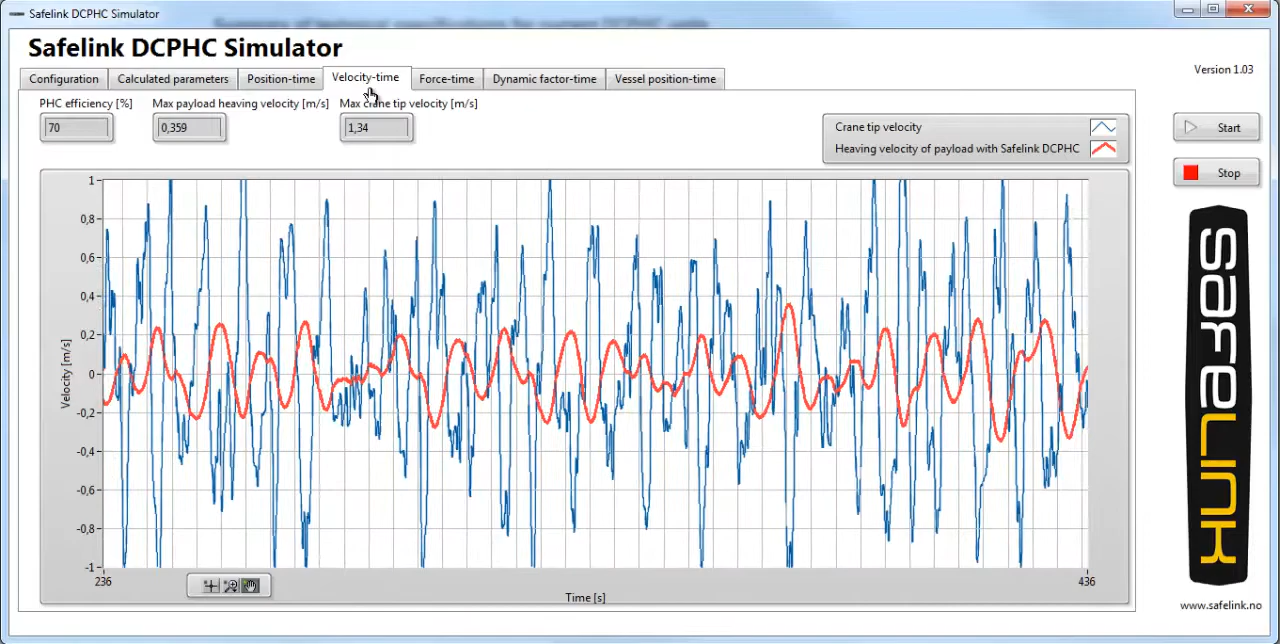 Safelink DCPHC Simulator
Safelink DCPHC Simulator
Version 1.03
Configuration
Calculated parameters
Position-time
Velocity-time
Force-time
Dynamic factor-time
Vessel position-time
PHC efficiency [%]
Max payload heaving velocity [m/s]
Max crane tip velocity [m/s]
70
0,359
1,34
Crane tip velocity
Heaving velocity of payload with Safelink DCPHC
Start
Stop
1
0,8
0,6
0,4
0,2
0
-0,2
-0,4
-0,6
-0,8
-1
Velocity [m/s]
236
436
Time [s]
SAFELINK
www.safelink.no